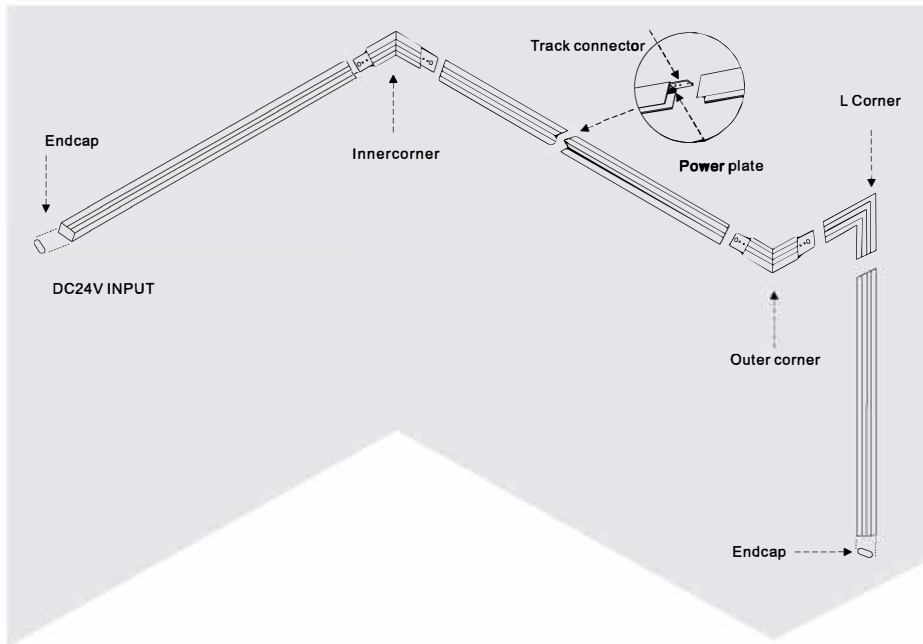 Track connector
L Corner
Endcap
Innercorner
Power plate
DC24V INPUT
Outer corner
Endcap